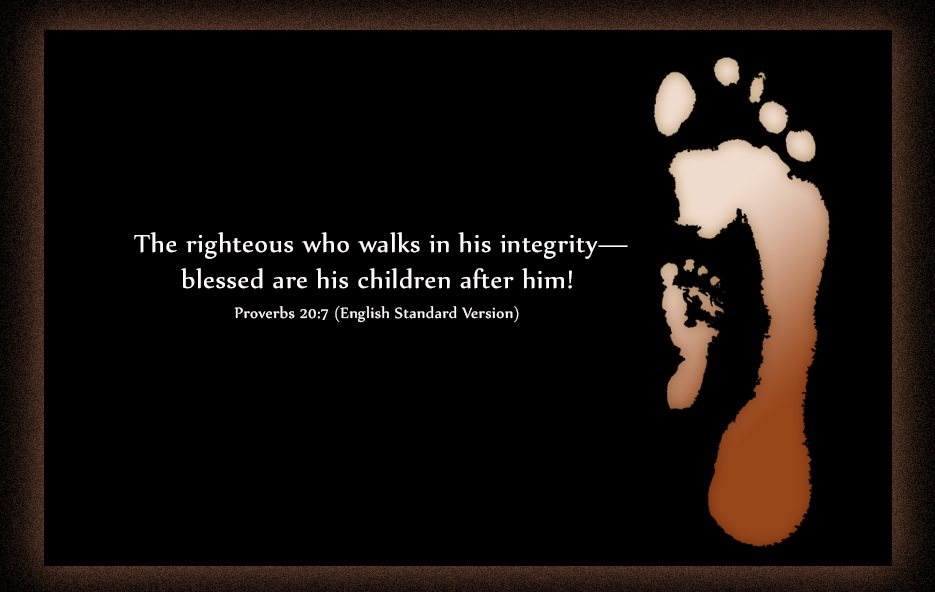 The righteous who walks in his integrity—
blessed are his children after him!
Proverbs 20:7 (English Standard Version)